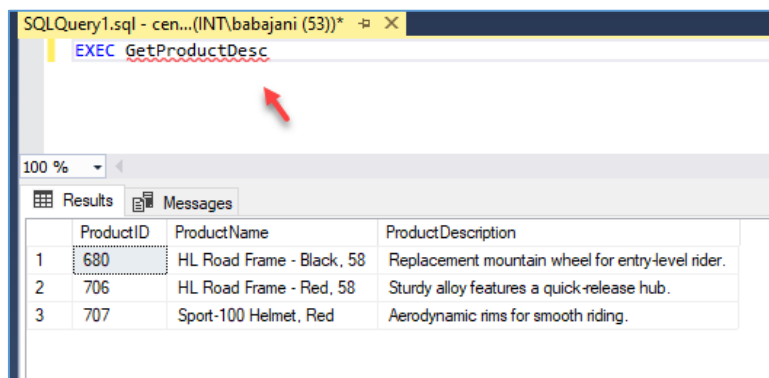 SQLQuery1.sql - cen...(INT\babajani (53))*
EXEC GetProductDesc
100 %
Results Messages
ProductID ProductName ProductDescription
1 680 HL Road Frame - Black, 58 Replacement mountain wheel for entry-level rider.
2 706 HL Road Frame - Red, 58 Sturdy alloy features a quick-release hub.
3 707 Sport-100 Helmet, Red Aerodynamic rims for smooth riding.